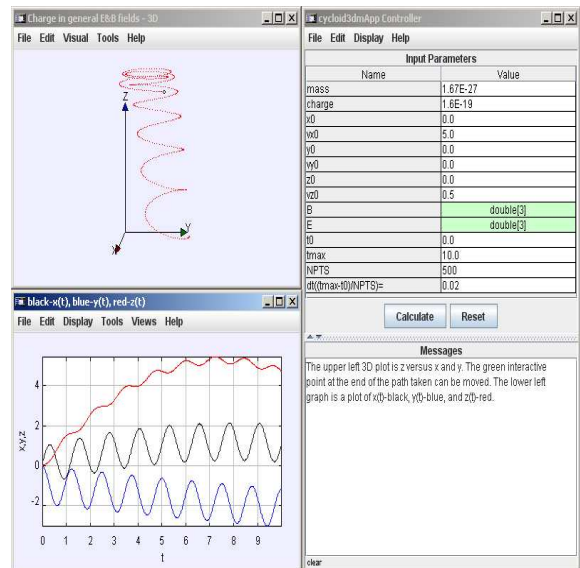 Charge in general E&B fields - 3D
File Edit Visual Tools Help
Z
Y
X
black-x(t), blue-y(t), red-z(t)
File Edit Display Tools Views Help
x,y,z
4
2
0
-2
0 1 2 3 4 5 6 7 8 9
t
cycloid3dmApp Controller
File Edit Display Help
Input Parameters
Name Value
mass 1.67E-27
charge 1.6E-19
x0 0.0
vx0 5.0
y0 0.0
vy0 0.0
z0 0.0
vz0 0.5
B double[3]
E double[3]
t0 0.0
tmax 10.0
NPTS 500
dt((tmax-t0)/NPTS)= 0.02
Calculate Reset
Messages
The upper left 3D plot is z versus x and y. The green interactive
point at the end of the path taken can be moved. The lower left
graph is a plot of x(t)-black, y(t)-blue, and z(t)-red.
clear